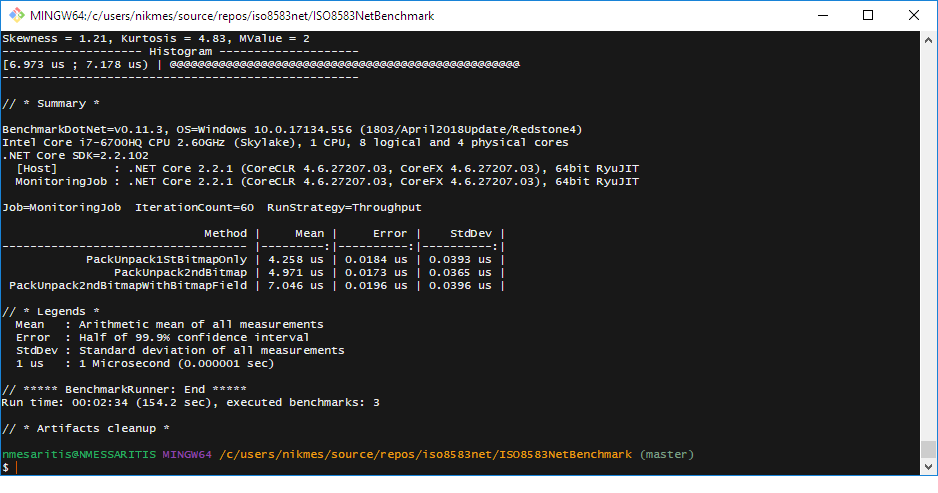 MINGW64:/c/users/nikmes/source/repos/iso8583net/ISO8583NetBenchmark
Skewness = 1.21, Kurtosis = 4.83, MValue = 2
------------------- Histogram --------------------
[6.973 us ; 7.178 us) | @@@@@@@@@@@@@@@@@@@@@@@@@@@@@@@@@@@@@@@@@@@@@@@@@@
---------------------------------------------------
// * Summary *
BenchmarkDotNet=v0.11.3, OS=Windows 10.0.17134.556 (1803/April2018Update/Redstone4)
Intel Core i7-6700HQ CPU 2.60GHz (Skylake), 1 CPU, 8 logical and 4 physical cores
.NET Core SDK=2.2.102
[Host]        : .NET Core 2.2.1 (CoreCLR 4.6.27207.03, CoreFX 4.6.27207.03), 64bit RyuJIT
MonitoringJob : .NET Core 2.2.1 (CoreCLR 4.6.27207.03, CoreFX 4.6.27207.03), 64bit RyuJIT
Job=MonitoringJob  IterationCount=60  RunStrategy=Throughput
Method |     Mean |     Error |    StdDev |
----------------------------------- |---------:|----------:|----------:|
PackUnpack1StBitmapOnly | 4.258 us | 0.0184 us | 0.0393 us |
PackUnpack2ndBitmap | 4.971 us | 0.0173 us | 0.0365 us |
PackUnpack2ndBitmapWithBitmapField | 7.046 us | 0.0196 us | 0.0396 us |
// * Legends *
Mean   : Arithmetic mean of all measurements
Error  : Half of 99.9% confidence interval
StdDev : Standard deviation of all measurements
1 us   : 1 Microsecond (0.000001 sec)
// ***** BenchmarkRunner: End *****
Run time: 00:02:34 (154.2 sec), executed benchmarks: 3
// * Artifacts cleanup *
nmesaritis@NMESSARITIS MINGW64 /c/users/nikmes/source/repos/iso8583net/ISO8583NetBenchmark (master)
$